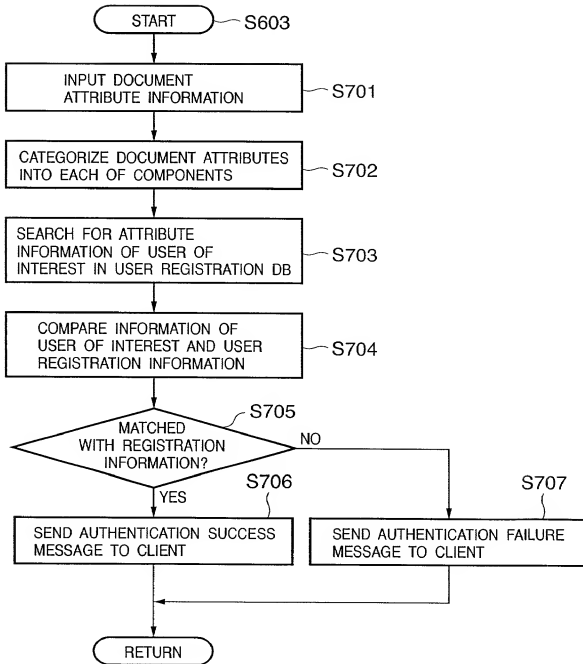 START
S603
INPUT DOCUMENT
ATTRIBUTE INFORMATION
S701
CATEGORIZE DOCUMENT ATTRIBUTES
INTO EACH OF COMPONENTS
S702
SEARCH FOR ATTRIBUTE
INFORMATION OF USER OF
INTEREST IN USER REGISTRATION DB
S703
COMPARE INFORMATION OF
USER OF INTEREST AND USER
REGISTRATION INFORMATION
S704
S705
MATCHED
WITH REGISTRATION
INFORMATION?
NO
YES
S706
SEND AUTHENTICATION SUCCESS
MESSAGE TO CLIENT
S707
SEND AUTHENTICATION FAILURE
MESSAGE TO CLIENT
RETURN